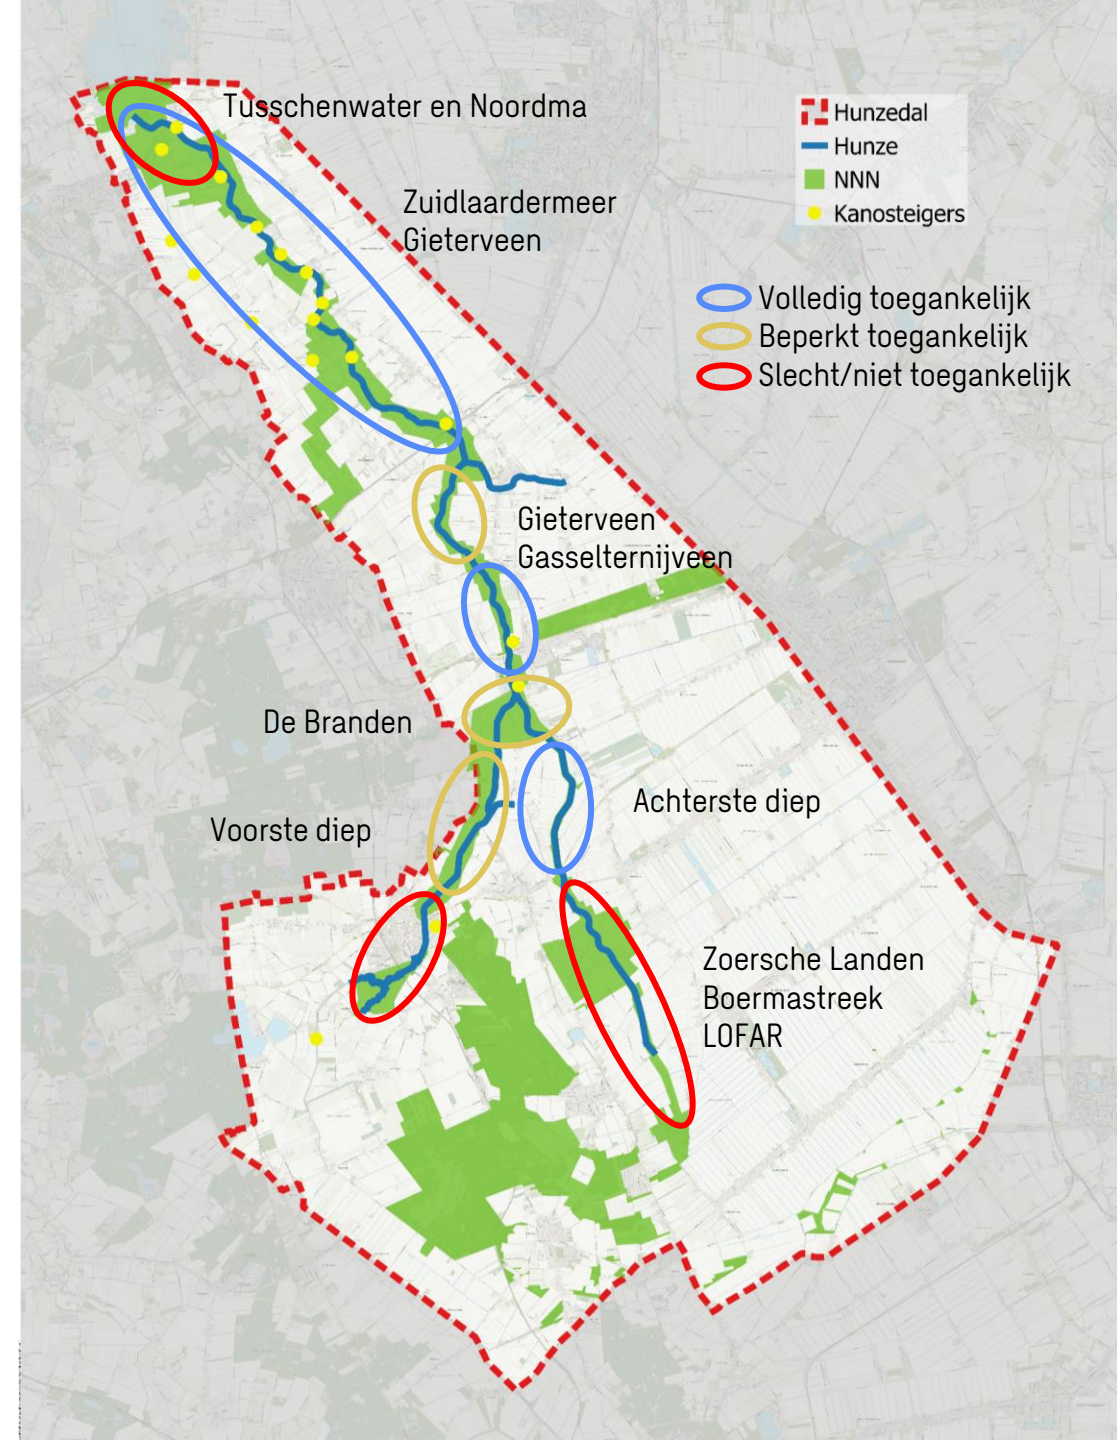 Tusschenwater en Noordma
Zuidlaardermeer
Gieterveen
Hunzedal
Hunze
NNN
Kanosteigers
Volledig toegankelijk
Beperkt toegankelijk
Slecht/niet toegankelijk
Gieterveen
Gasselternijveen
De Branden
Achterste diep
Voorste diep
Zoersche Landen
Boermastreek
LOFAR